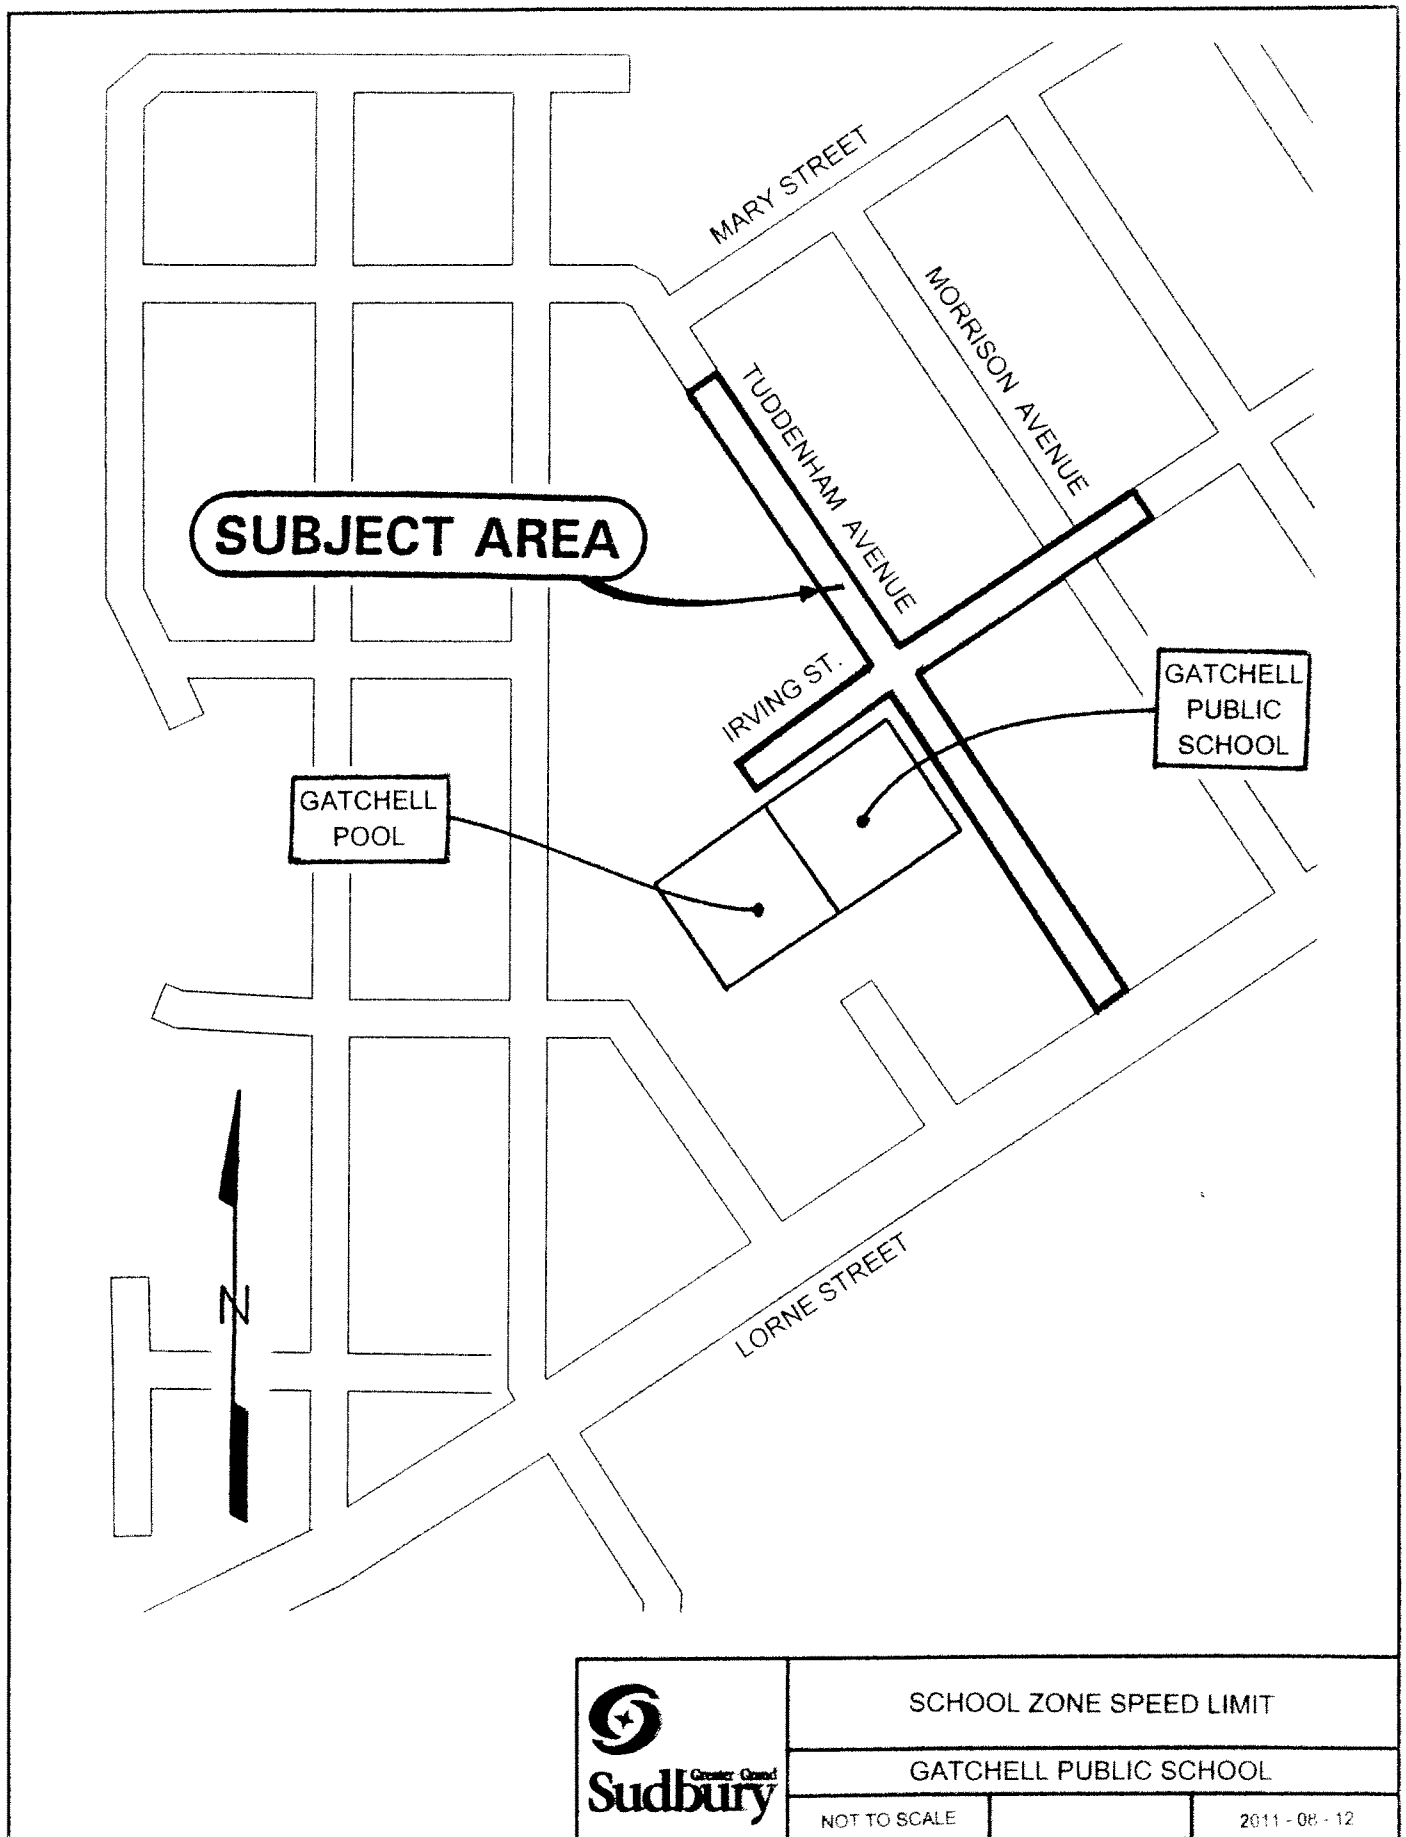 MARY STREET
MORRISON AVENUE
TUDDENHAM AVENUE
SUBJECT AREA
IRVING ST.
GATCHELL
PUBLIC
SCHOOL
GATCHELL
POOL
N
LORNE STREET
SCHOOL ZONE SPEED LIMIT
Greater Grand
Sudbury
GATCHELL PUBLIC SCHOOL
NOT TO SCALE
2011 - 08 - 12